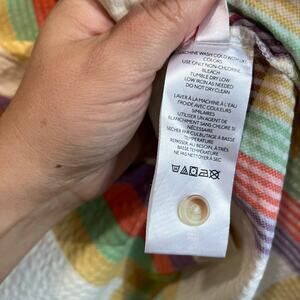 MACHINE WASH COLD WITH LIKE
COLORS
USE ONLY NON-CHLORINE
BLEACH
TUMBLE DRY LOW
LOW IRON AS NEEDED
DO NOT DRY CLEAN
LAVER À LA MACHINE À L'EAU
FROIDE AVEC COULEURS
SIMILAIRES
UTILISER UN AGENT DE
BLANCHIMENT SANS CHLORE SI
NÉCESSAIRE
SÉCHER PAR CULBUTAGE À BASSE
TEMPÉRATURE
REPASSER, AU BESOIN, À TRÈS
BASSE TEMPÉRATURE
NE PAS NETTOYER À SEC